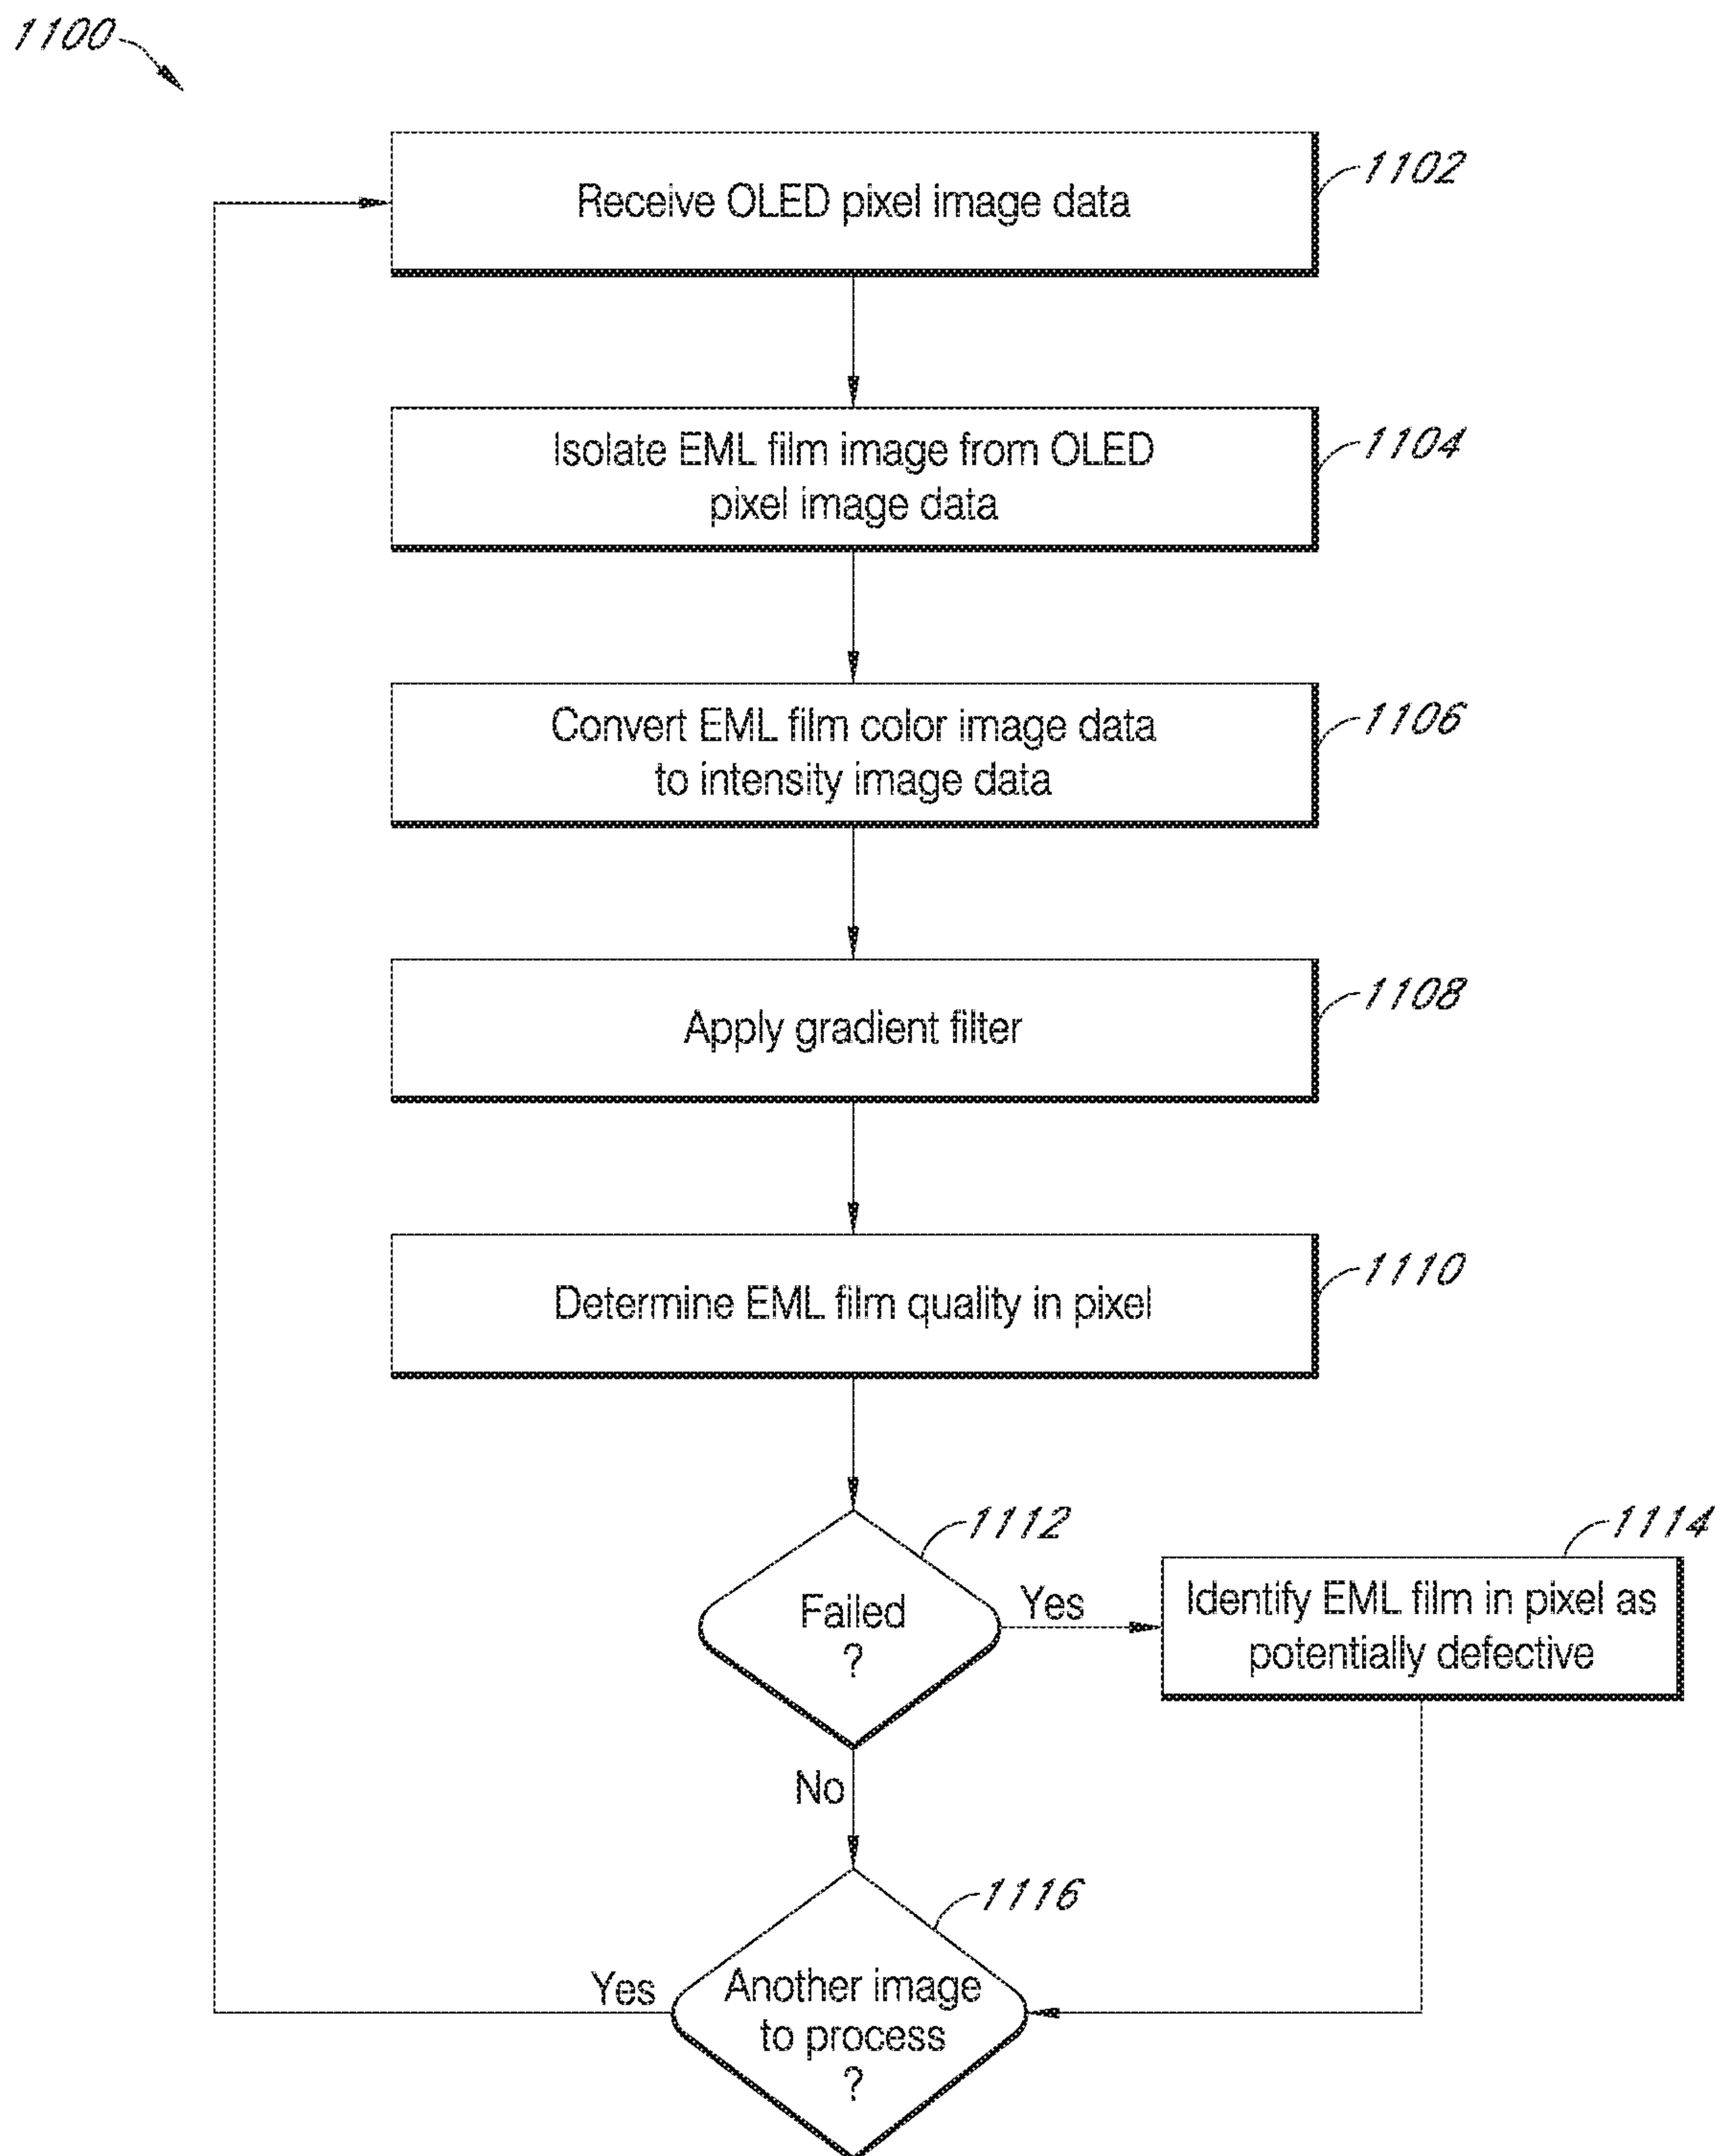 1100
Receive OLED pixel image data
1102
Isolate EML film image from OLED
pixel image data
1104
Convert EML film color image data
to intensity image data
1106
Apply gradient filter
1108
Determine EML film quality in pixel
1110
1112
Failed
?
Yes
1114
Identify EML film in pixel as
potentially defective
No
1116
Yes
Another image
to process
?